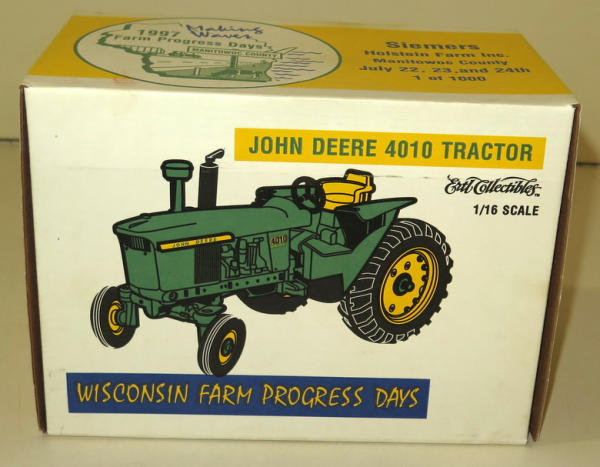 1997 Making
Farm Progress Days Waves
MANITOWOC COUNTY
Siemers
Holstein Farm Inc.
Manitowoc County
July 22, 23, and 24th
1 of 1000
JOHN DEERE 4010 TRACTOR
Ertl Collectibles™
1/16 SCALE
JOHN DEERE
4010
WISCONSIN FARM PROGRESS DAYS